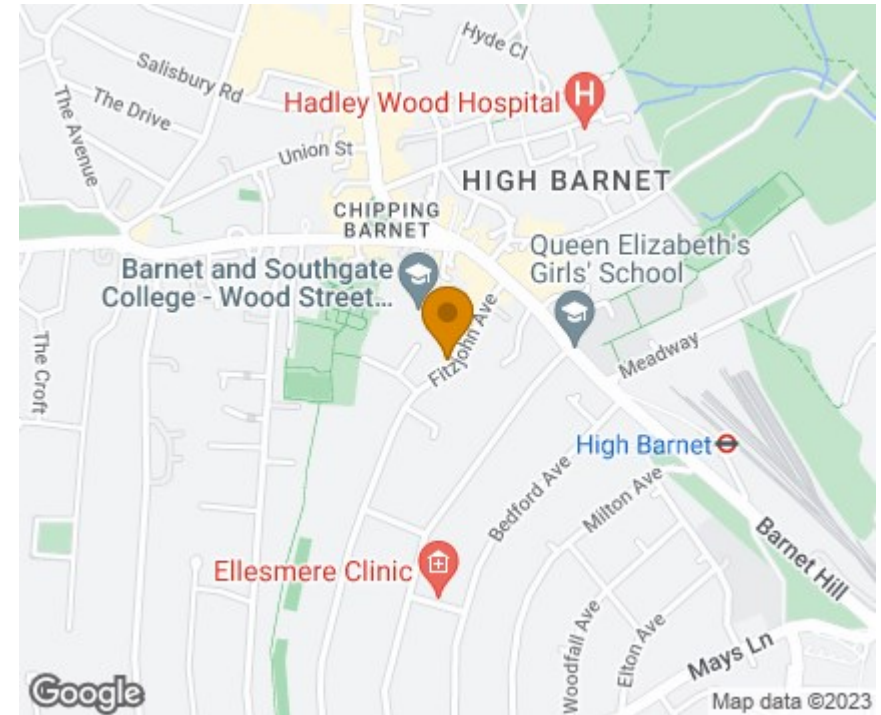 Hyde Cl
Salisbury Rd
The Drive
The Avenue
Hadley Wood Hospital
H
Union St
HIGH BARNET
CHIPPING
BARNET
Queen Elizabeth's
Girls' School
Barnet and Southgate
College - Wood Street...
Fitzjohn Ave
Meadway
The Croft
High Barnet
Bedford Ave
Milton Ave
Barnet Hill
Ellesmere Clinic
Woodfall Ave
Elton Ave
Mays Ln
Google
Map data ©2023